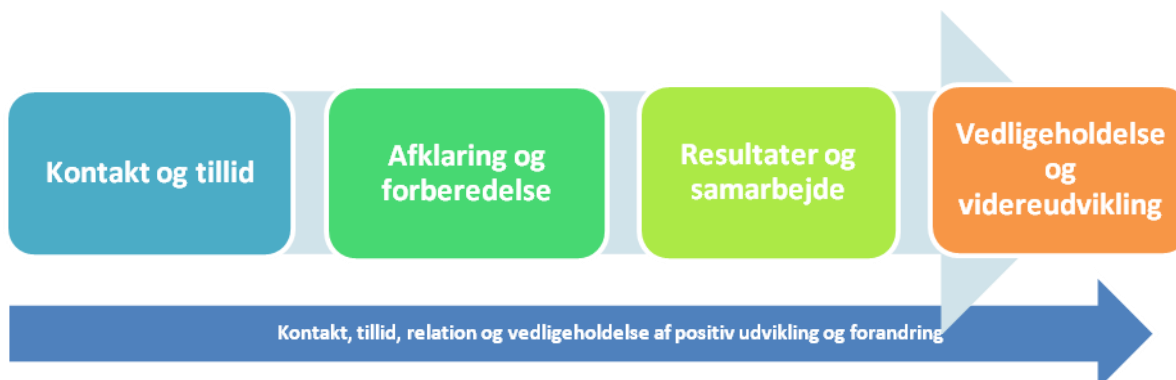 Kontakt og tillid
Afklaring og
forberedelse
Resultater og
samarbejde
Vedligeholdelse
og
videreudvikling
Kontakt, tillid, relation og vedligeholdelse af positiv udvikling og forandring